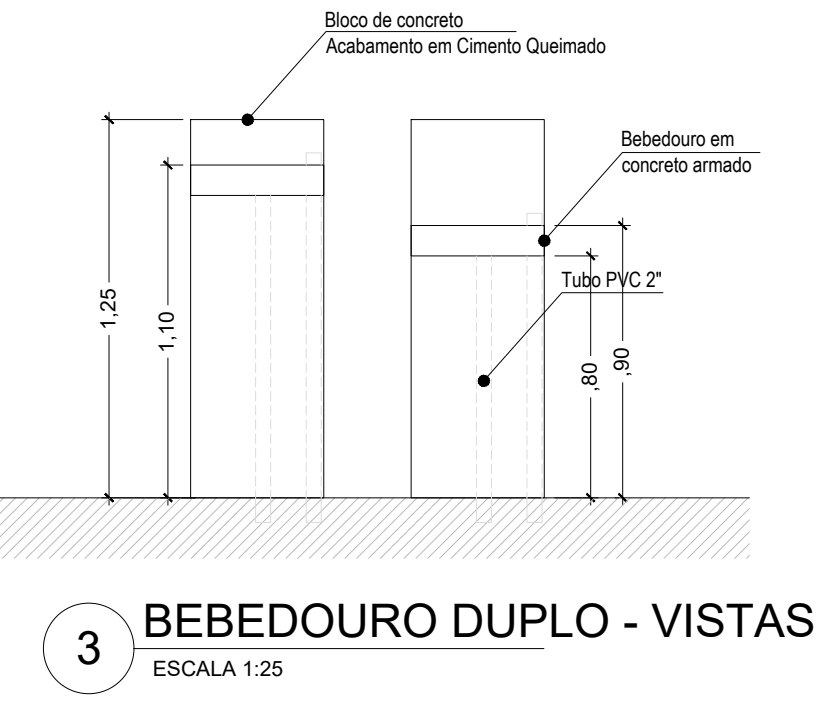 Bloco de concreto
Acabamento em Cimento Queimado
Bebedouro em
concreto armado
Tubo PVC 2"
1,25
1,10
,80
,90
3
BEBEDOURO DUPLO - VISTAS
ESCALA 1:25